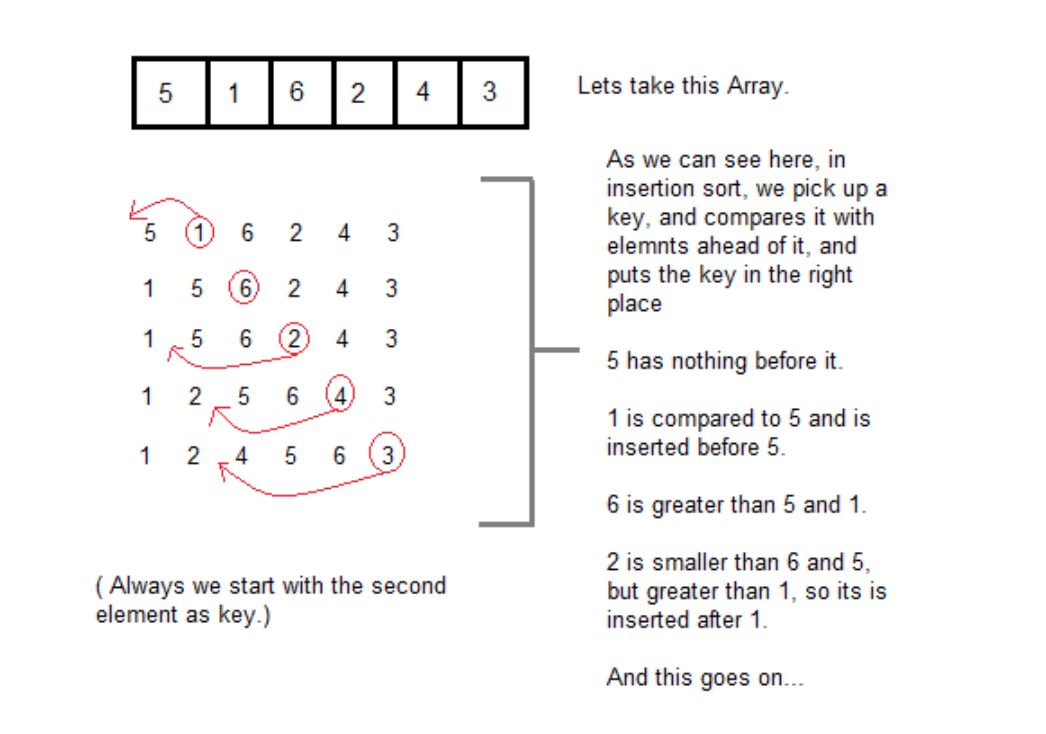 5 1 6 2 4 3
Lets take this Array.
5 1 6 2 4 3
1 5 6 2 4 3
1 5 6 2 4 3
1 2 5 6 4 3
1 2 4 5 6 3
( Always we start with the second
element as key.)
As we can see here, in
insertion sort, we pick up a
key, and compares it with
elemnts ahead of it, and
puts the key in the right
place
5 has nothing before it.
1 is compared to 5 and is
inserted before 5.
6 is greater than 5 and 1.
2 is smaller than 6 and 5,
but greater than 1, so its is
inserted after 1.
And this goes on...